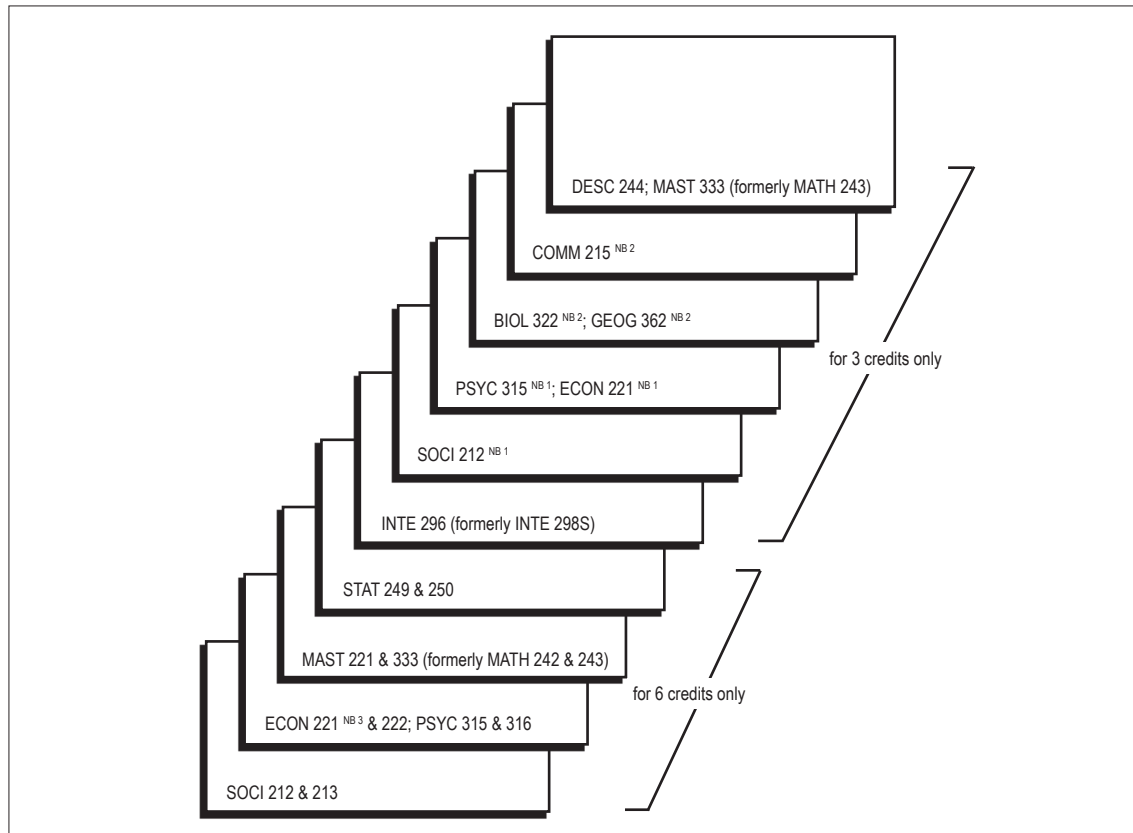 DESC 244; MAST 333 (formerly MATH 243)
COMM 215 NB 2
BIOL 322 NB 2; GEOG 362 NB 2
for 3 credits only
PSYC 315 NB 1; ECON 221 NB 1
SOCI 212 NB 1
INTE 296 (formerly INTE 298S)
STAT 249 & 250
MAST 221 & 333 (formerly MATH 242 & 243)
for 6 credits only
ECON 221 NB 3 & 222; PSYC 315 & 316
SOCI 212 & 213